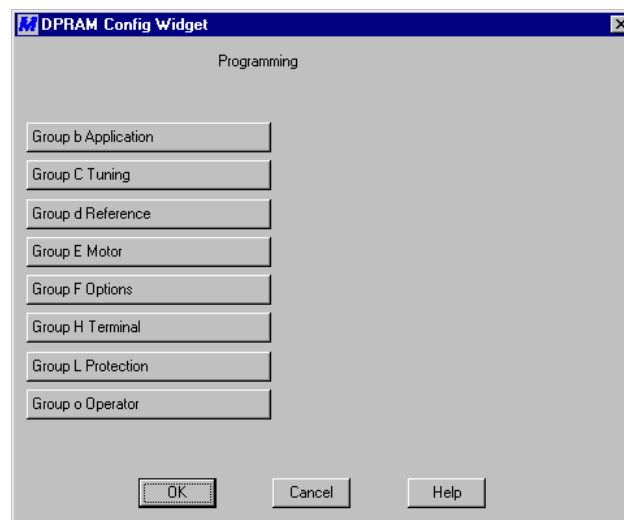 DPRAM Config Widget
Programming
Group b Application
Group C Tuning
Group d Reference
Group E Motor
Group F Options
Group H Terminal
Group L Protection
Group o Operator
OK Cancel Help